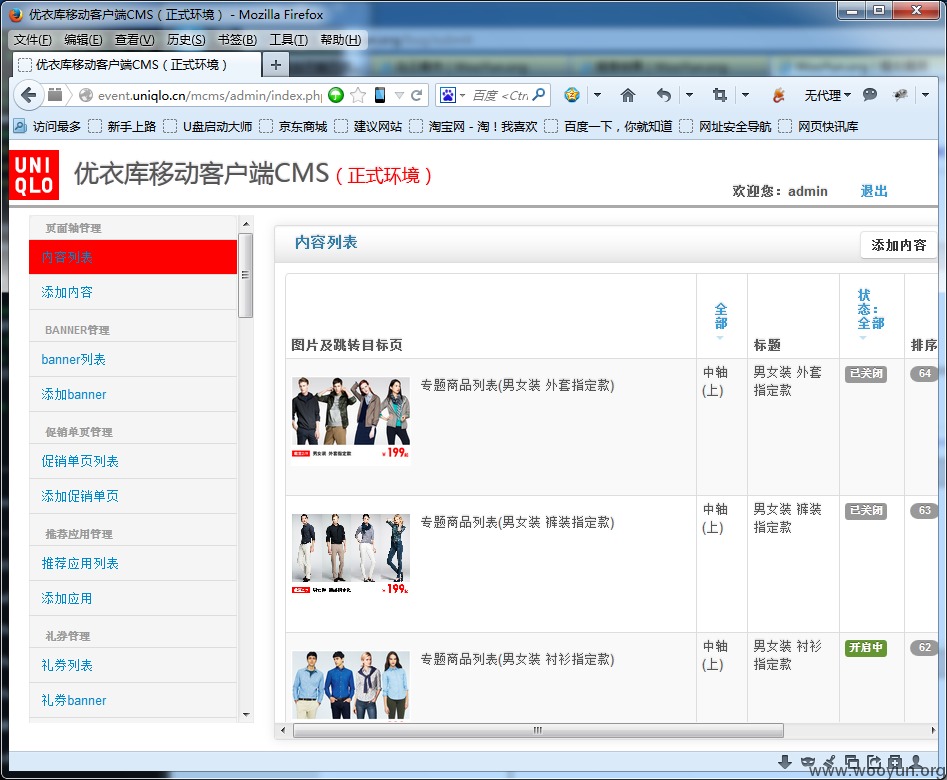 优衣库移动客户端CMS（正式环境） - Mozilla Firefox
文件(F) 编辑(E) 查看(V) 历史(S) 书签(B) 工具(T) 帮助(H)
优衣库移动客户端CMS（正式环境）
event.uniqlo.cn/mcms/admin/index.php
百度 <Ctrl
无代理
访问最多 新手上路 U盘启动大师 京东商城 建议网站 淘宝网 - 淘！我喜欢 百度一下，你就知道 网址安全导航 网页快讯库
UNI
QLO
优衣库移动客户端CMS（正式环境）
欢迎您：admin 退出
页面轴管理
内容列表
添加内容
BANNER管理
banner列表
添加banner
促销单页管理
促销单页列表
添加促销单页
推荐应用管理
推荐应用列表
添加应用
礼券管理
礼券列表
礼券banner
内容列表
添加内容
图片及跳转目标页
全部
标题
状态：全部
排序
专题商品列表(男女装 外套指定款)
中轴(上)
男女装 外套指定款
已关闭
64
男女装 外套指定款
¥199起
专题商品列表(男女装 裤装指定款)
中轴(上)
男女装 裤装指定款
已关闭
63
¥199起
专题商品列表(男女装 衬衫指定款)
中轴(上)
男女装 衬衫指定款
开启中
62
www.wooyun.org